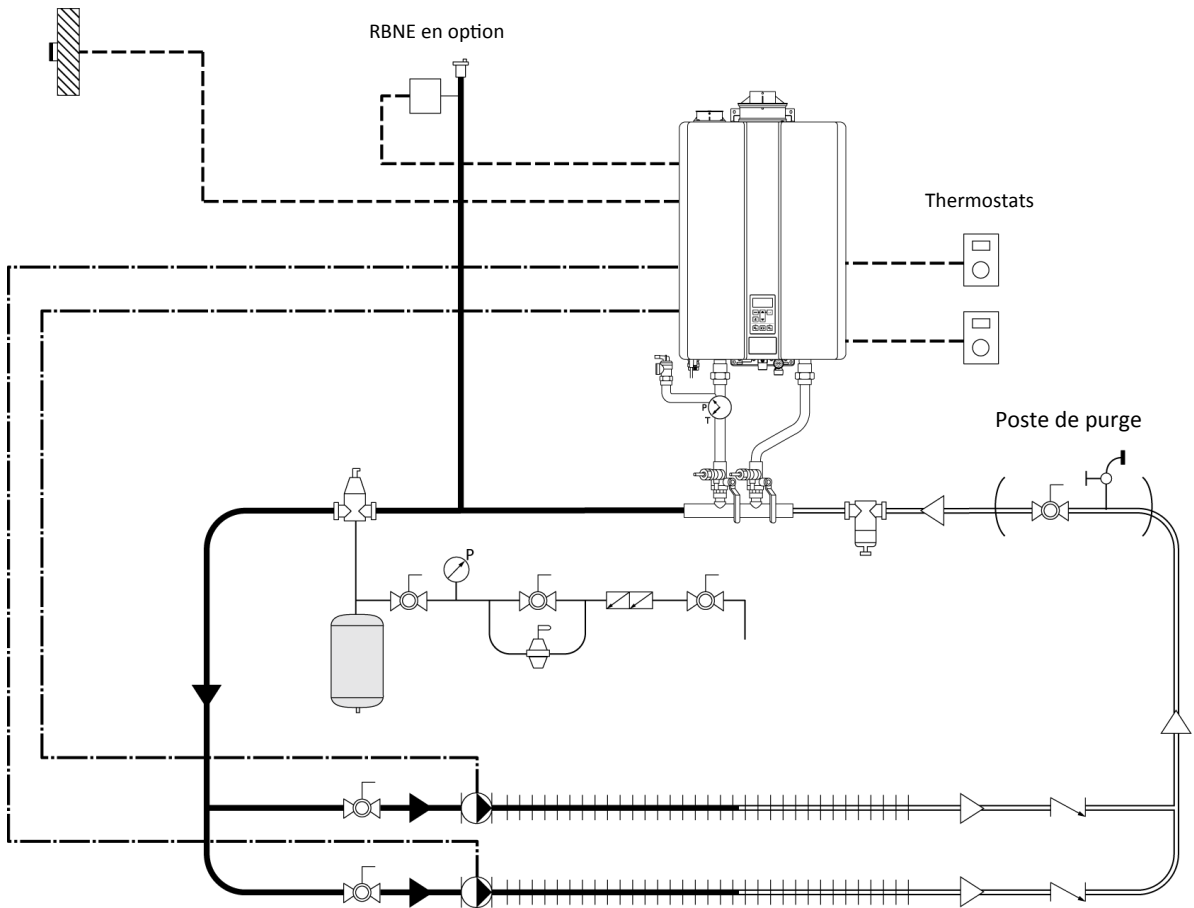 RBNE en option
Thermostats
P
T
Poste de purge
P